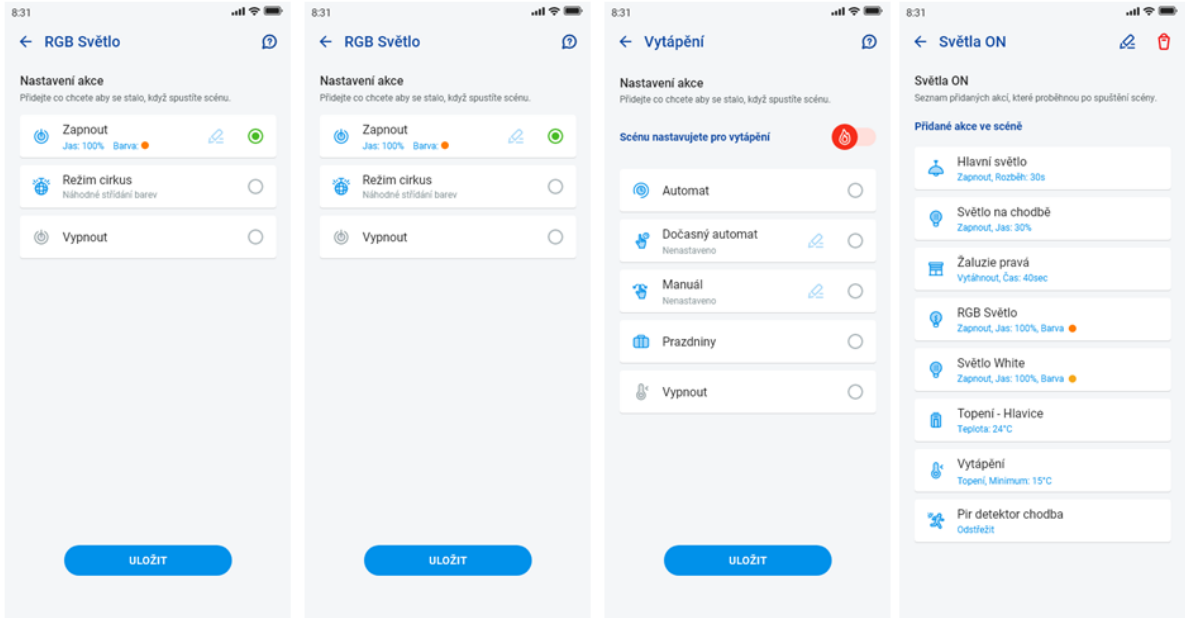 8:31
RGB Světlo
Nastavení akce
Přidejte co chcete aby se stalo, když spustíte scénu.
Zapnout
Jas: 100% Barva:
Režim cirkus
Náhodné střídání barev
Vypnout
ULOŽIT
8:31
RGB Světlo
Nastavení akce
Přidejte co chcete aby se stalo, když spustíte scénu.
Zapnout
Jas: 100% Barva:
Režim cirkus
Náhodné střídání barev
Vypnout
ULOŽIT
8:31
Vytápění
Nastavení akce
Přidejte co chcete aby se stalo, když spustíte scénu.
Scénu nastavujete pro vytápění
Automat
Dočasný automat
Nenastaveno
Manuál
Nenastaveno
Prazdniny
Vypnout
ULOŽIT
8:31
Světla ON
Světla ON
Seznam přidaných akcí, které proběhnou po spuštění scény.
Přidané akce ve scéně
Hlavní světlo
Zapnout, Rozběh: 30s
Světlo na chodbě
Zapnout, Jas: 30%
Žaluzie pravá
Vytáhnout, Čas: 40sec
RGB Světlo
Zapnout, Jas: 100%, Barva
Světlo White
Zapnout, Jas: 100%, Barva
Topení - Hlavice
Teplota: 24°C
Vytápění
Topení, Minimum: 15°C
Pir detektor chodba
Odstřežit